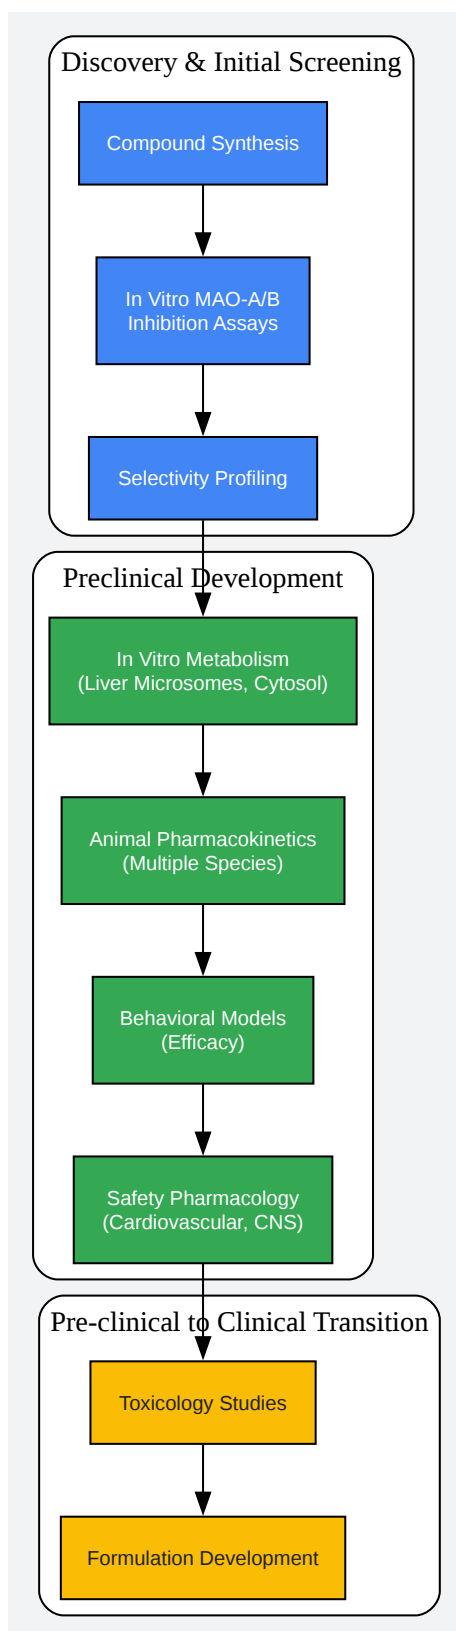 Discovery & Initial Screening
Compound Synthesis
In Vitro MAO-A/B
Inhibition Assays
Selectivity Profiling
Preclinical Development
In Vitro Metabolism
(Liver Microsomes, Cytosol)
Animal Pharmacokinetics
(Multiple Species)
Behavioral Models
(Efficacy)
Safety Pharmacology
(Cardiovascular, CNS)
Pre-clinical to Clinical Transition
Toxicology Studies
Formulation Development